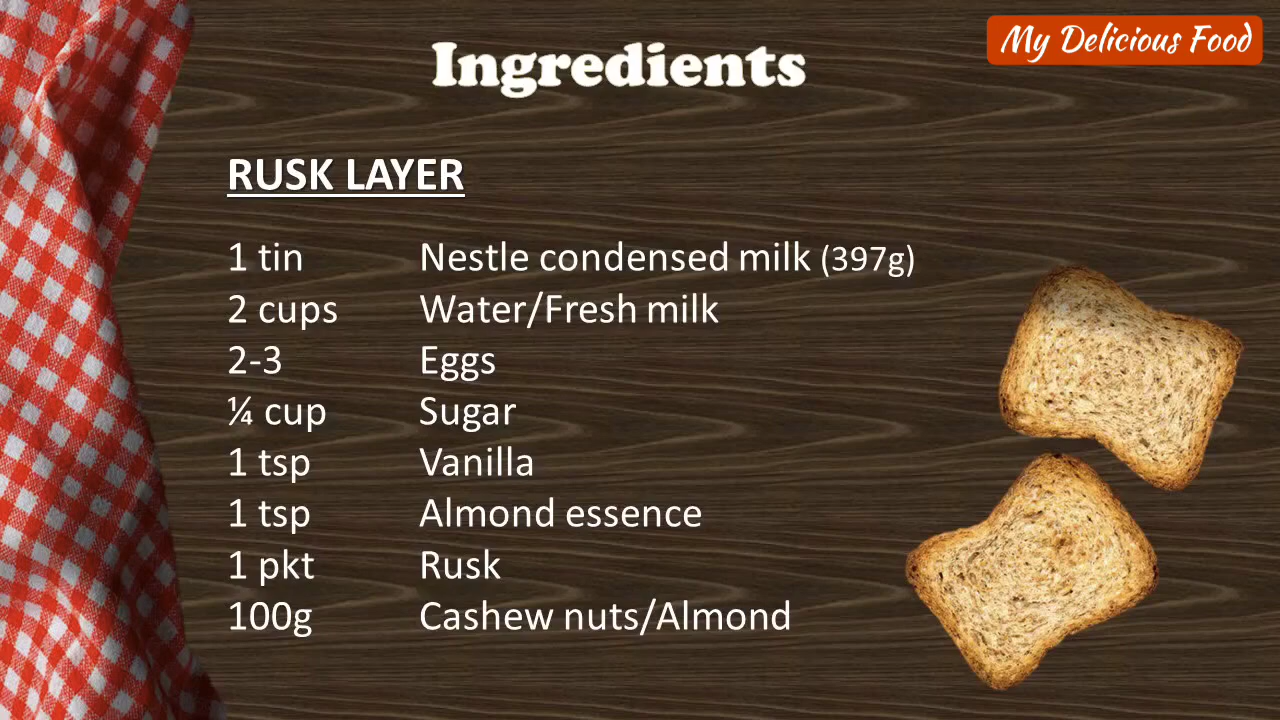 My Delicious Food
Ingredients
RUSK LAYER
1 tin Nestle condensed milk (397g)
2 cups Water/Fresh milk
2-3 Eggs
¼ cup Sugar
1 tsp Vanilla
1 tsp Almond essence
1 pkt Rusk
100g Cashew nuts/Almond